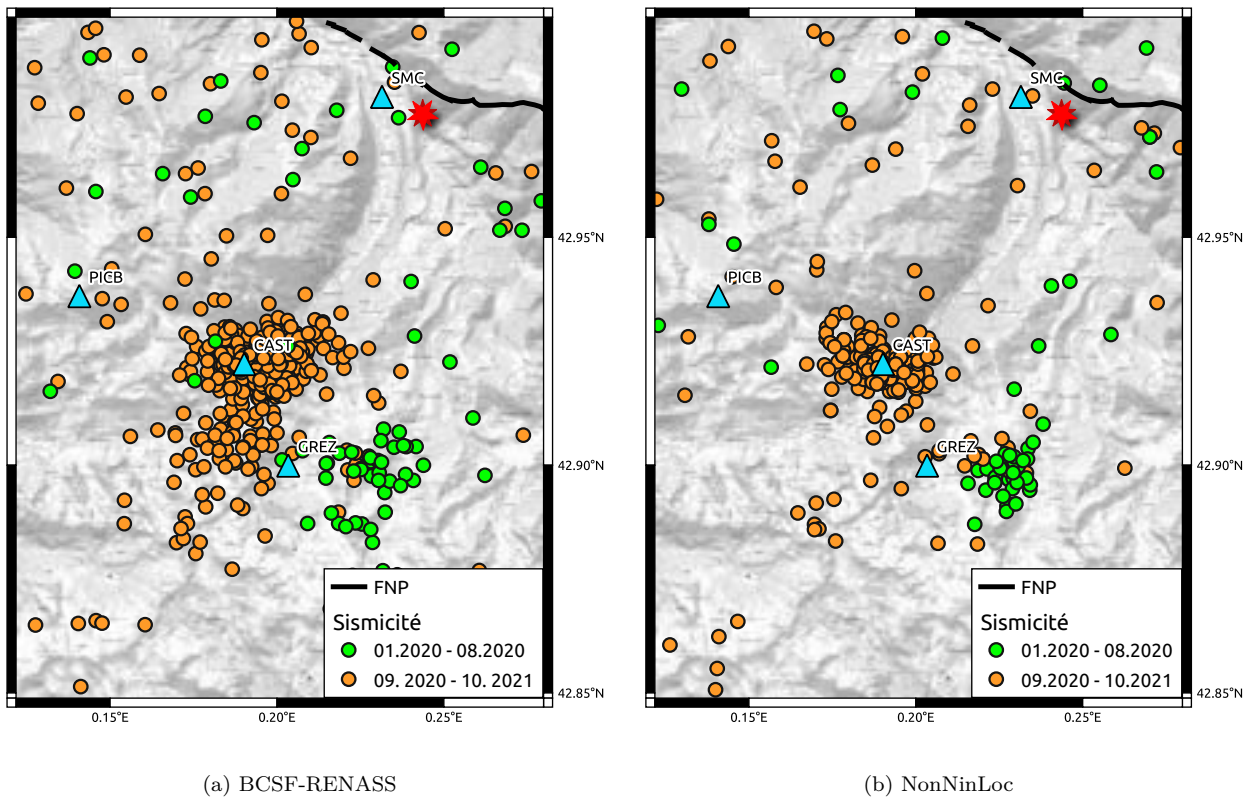 SMC
PICB
CAST
GREZ
42.95°N
42.90°N
42.85°N
FNP
Sismicité
01.2020 - 08.2020
09. 2020 - 10. 2021
0.15°E
0.20°E
0.25°E
(a) BCSF-RENASS
SMC
PICB
CAST
GREZ
42.95°N
42.90°N
42.85°N
FNP
Sismicité
01.2020 - 08.2020
09.2020 - 10.2021
0.15°E
0.20°E
0.25°E
(b) NonNinLoc